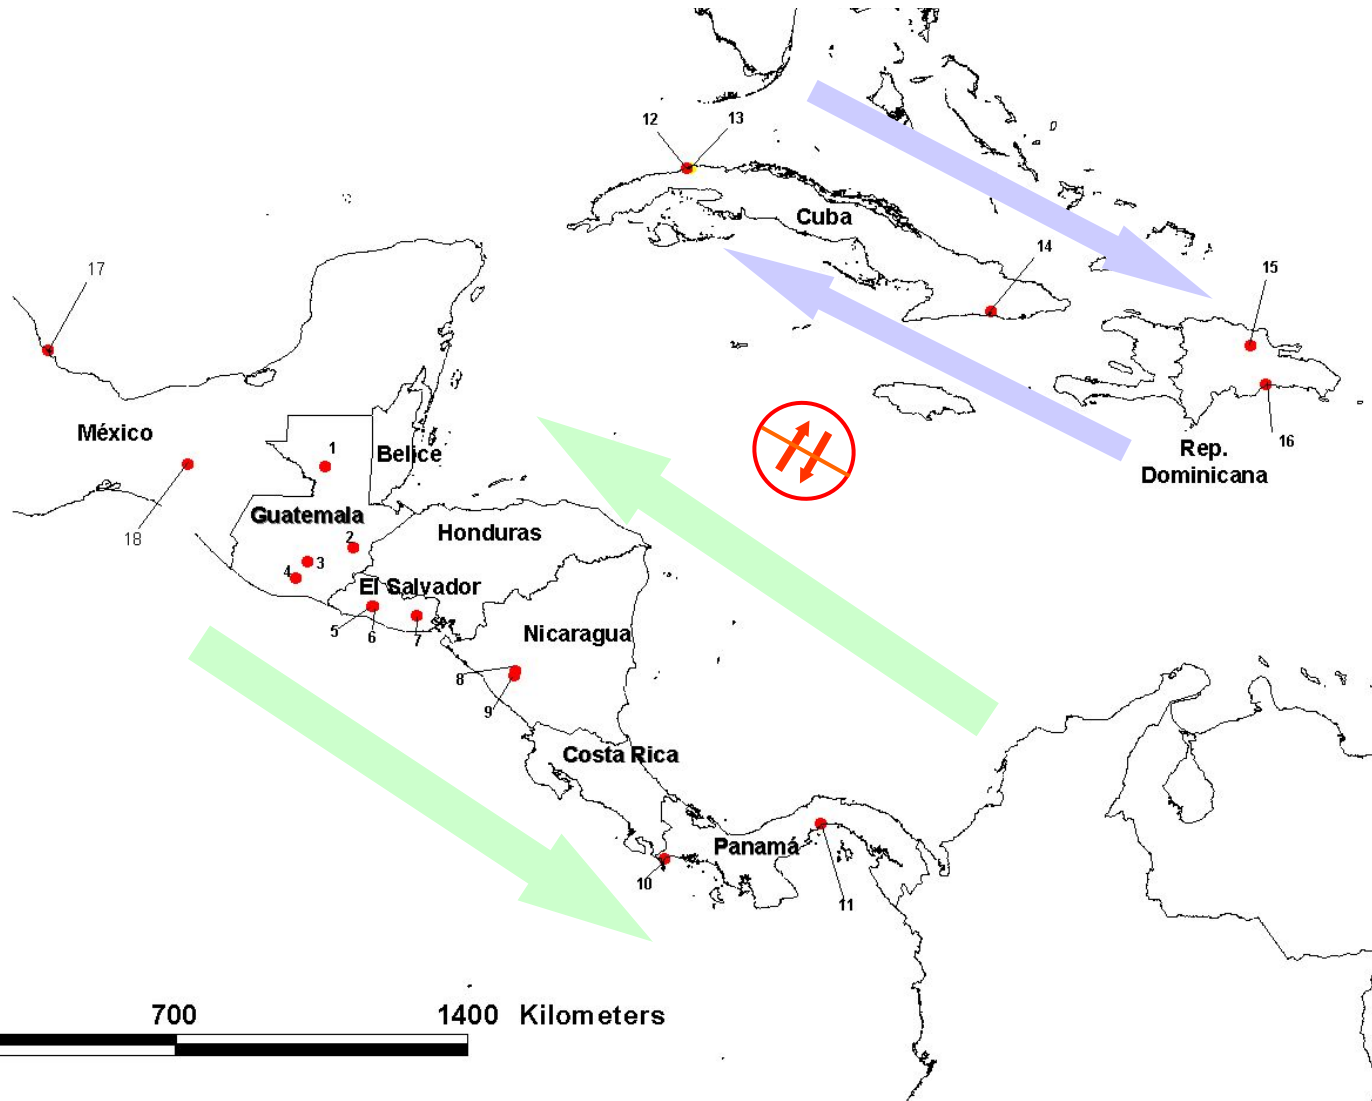 12
13
Cuba
14
15
17
México
1
Belice
16
Rep.
Dominicana
18
Guatemala
Honduras
2
3
4
El Salvador
5
6
7
Nicaragua
8
9
Costa Rica
Panamá
10
11
700
1400 Kilometers